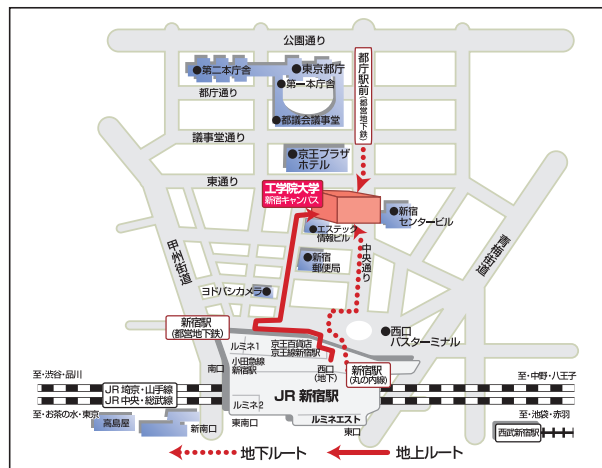 公園通り
●第二本庁舎
●東京都庁
●第一本庁舎
都庁通り
●都議会議事堂
都庁駅前(都営地下鉄)
議事堂通り
●京王プラザ
ホテル
東通り
工学院大学
新宿キャンパス
●新宿
センタービル
●エステック
情報ビル
●新宿
郵便局
中央通り
甲州街道
青梅街道
ヨドバシカメラ●
新宿駅
(都営地下鉄)
●西口
バスターミナル
ルミネ1
京王百貨店
京王線新宿駅
小田急線
新宿駅
南口
西口
(地下)
新宿駅
(丸の内線)
至・渋谷・品川
至・中野・八王子
JR 埼京・山手線
JR 中央・総武線
JR 新宿駅
至・お茶の水・東京
至・池袋・赤羽
ルミネ2
ルミネエスト
高島屋
新南口
東南口
東口
西武新宿駅
地下ルート
地上ルート